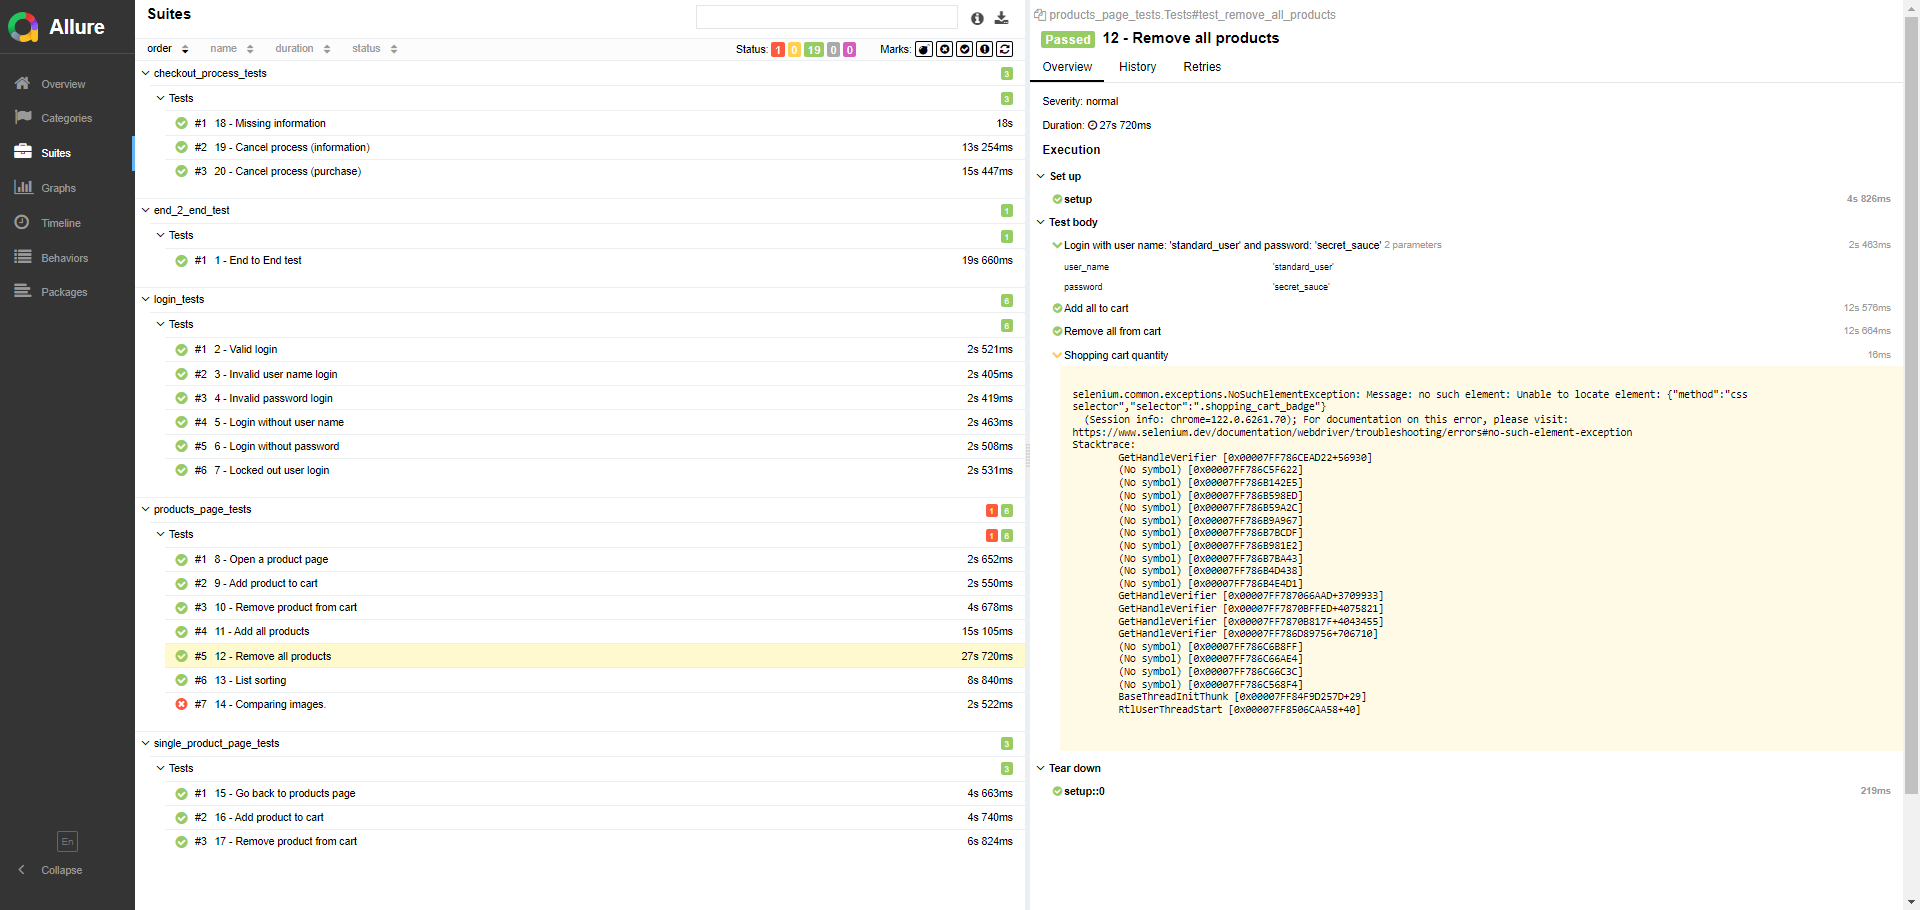 Allure
Overview
Categories
Suites
Graphs
Timeline
Behaviors
Packages
En
Collapse
Suites
order name duration status
Status: 1 0 19 0 0 Marks:
checkout_process_tests 3
Tests 3
#1 18 - Missing information 18s
#2 19 - Cancel process (information) 13s 254ms
#3 20 - Cancel process (purchase) 15s 447ms
end_2_end_test 1
Tests 1
#1 1 - End to End test 19s 660ms
login_tests 6
Tests 6
#1 2 - Valid login 2s 521ms
#2 3 - Invalid user name login 2s 405ms
#3 4 - Invalid password login 2s 419ms
#4 5 - Login without user name 2s 463ms
#5 6 - Login without password 2s 508ms
#6 7 - Locked out user login 2s 531ms
products_page_tests 1 6
Tests 1 6
#1 8 - Open a product page 2s 652ms
#2 9 - Add product to cart 2s 550ms
#3 10 - Remove product from cart 4s 678ms
#4 11 - Add all products 15s 105ms
#5 12 - Remove all products 27s 720ms
#6 13 - List sorting 8s 840ms
#7 14 - Comparing images. 2s 522ms
single_product_page_tests 3
Tests 3
#1 15 - Go back to products page 4s 663ms
#2 16 - Add product to cart 4s 740ms
#3 17 - Remove product from cart 6s 824ms
products_page_tests.Tests#test_remove_all_products
Passed 12 - Remove all products
Overview History Retries
Severity: normal
Duration: 27s 720ms
Execution
Set up
setup 4s 826ms
Test body
Login with user name: 'standard_user' and password: 'secret_sauce' 2 parameters 2s 463ms
user_name 'standard_user'
password 'secret_sauce'
Add all to cart 12s 576ms
Remove all from cart 12s 664ms
Shopping cart quantity 16ms
selenium.common.exceptions.NoSuchElementException: Message: no such element: Unable to locate element: {"method":"css
selector","selector":".shopping_cart_badge"}
(Session info: chrome=122.0.6261.70); For documentation on this error, please visit:
https://www.selenium.dev/documentation/webdriver/troubleshooting/errors#no-such-element-exception
Stacktrace:
GetHandleVerifier [0x00007FF786CEAD22+56930]
(No symbol) [0x00007FF786C5F622]
(No symbol) [0x00007FF786B142E5]
(No symbol) [0x00007FF786B598ED]
(No symbol) [0x00007FF786B59A2C]
(No symbol) [0x00007FF786B9A967]
(No symbol) [0x00007FF786B7BCDF]
(No symbol) [0x00007FF786B981E2]
(No symbol) [0x00007FF786B7BA43]
(No symbol) [0x00007FF786B4D438]
(No symbol) [0x00007FF786B4E4D1]
GetHandleVerifier [0x00007FF787066AAD+3709933]
GetHandleVerifier [0x00007FF7870BFFED+4075821]
GetHandleVerifier [0x00007FF7870B817F+4043455]
GetHandleVerifier [0x00007FF786D89756+706710]
(No symbol) [0x00007FF786C6B8FF]
(No symbol) [0x00007FF786C66AE4]
(No symbol) [0x00007FF786C66C3C]
(No symbol) [0x00007FF786C568F4]
BaseThreadInitThunk [0x00007FF84F9D257D+29]
RtlUserThreadStart [0x00007FF8506CAA58+40]
Tear down
setup::0 219ms